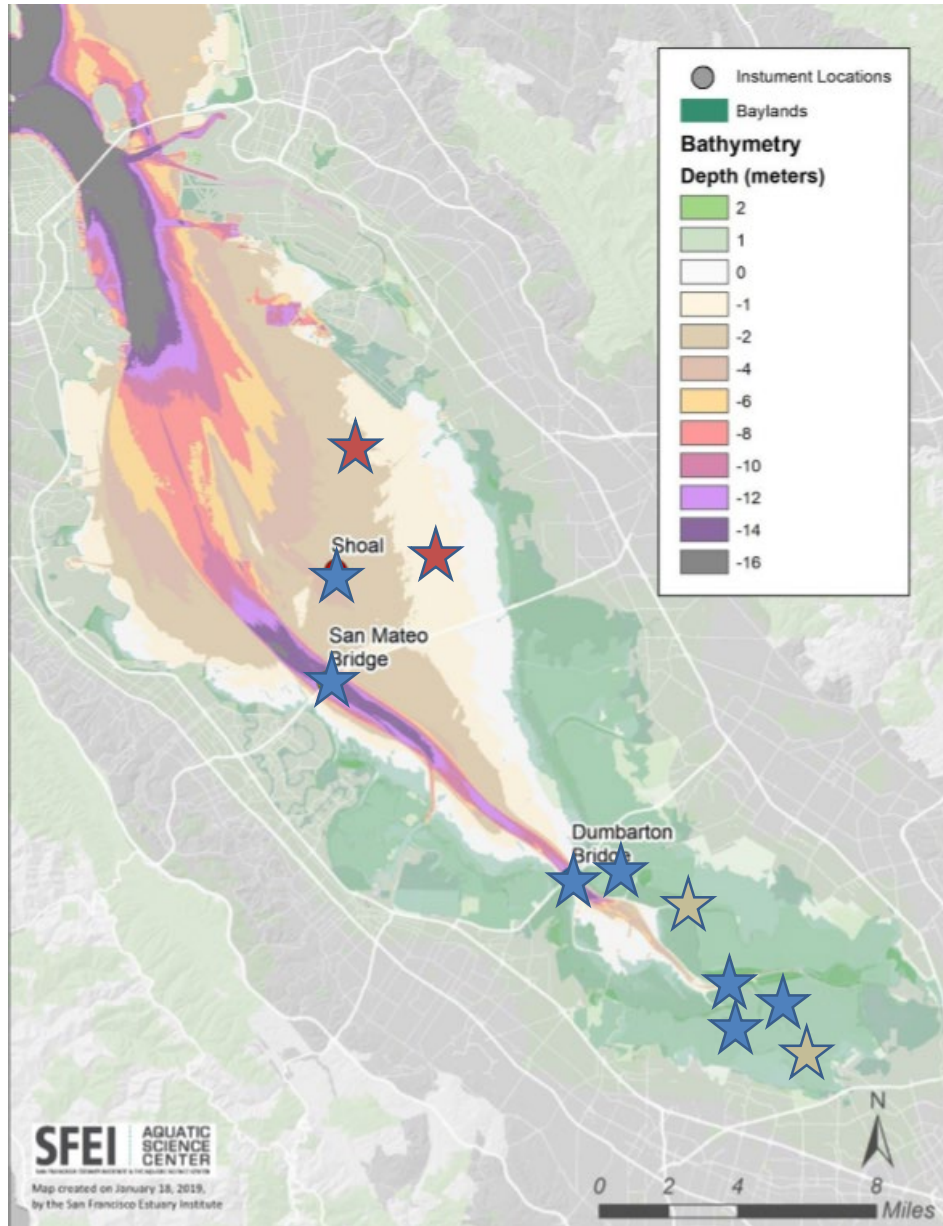 Instument Locations
Baylands
Bathymetry
Depth (meters)
2
1
0
-1
-2
-4
-6
-8
-10
-12
-14
-16
Shoal
San Mateo
Bridge
Dumbarton
Bridge
N
SFEI
AQUATIC
SCIENCE
CENTER
Map created on January 18, 2019,
by the San Francisco Estuary Institute
0 2 4 8
Miles